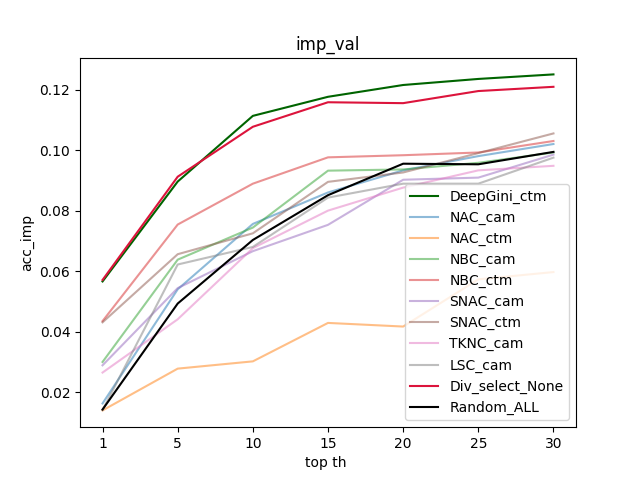 imp_val
0.12
0.10
0.08
0.06
0.04
0.02
acc_imp
1
5
10
15
20
25
30
top th
DeepGini_ctm
NAC_cam
NAC_ctm
NBC_cam
NBC_ctm
SNAC_cam
SNAC_ctm
TKNC_cam
LSC_cam
Div_select_None
Random_ALL